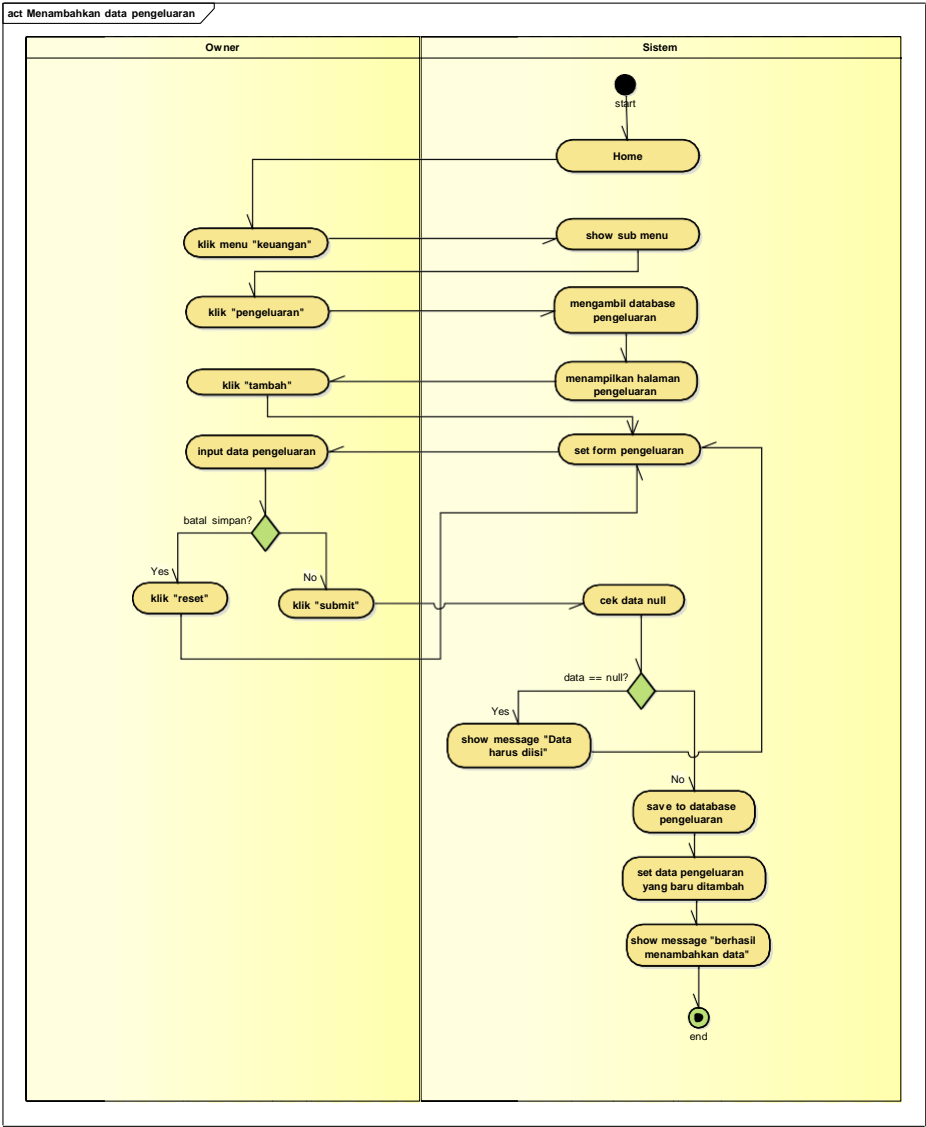 act Menambahkan data pengeluaran
Owner
Sistem
start
Home
klik menu "keuangan"
show sub menu
klik "pengeluaran"
mengambil database
pengeluaran
klik "tambah"
menampilkan halaman
pengeluaran
input data pengeluaran
set form pengeluaran
batal simpan?
Yes
No
klik "reset"
klik "submit"
cek data null
data == null?
Yes
show message "Data
harus diisi"
No
save to database
pengeluaran
set data pengeluaran
yang baru ditambah
show message "berhasil
menambahkan data"
end